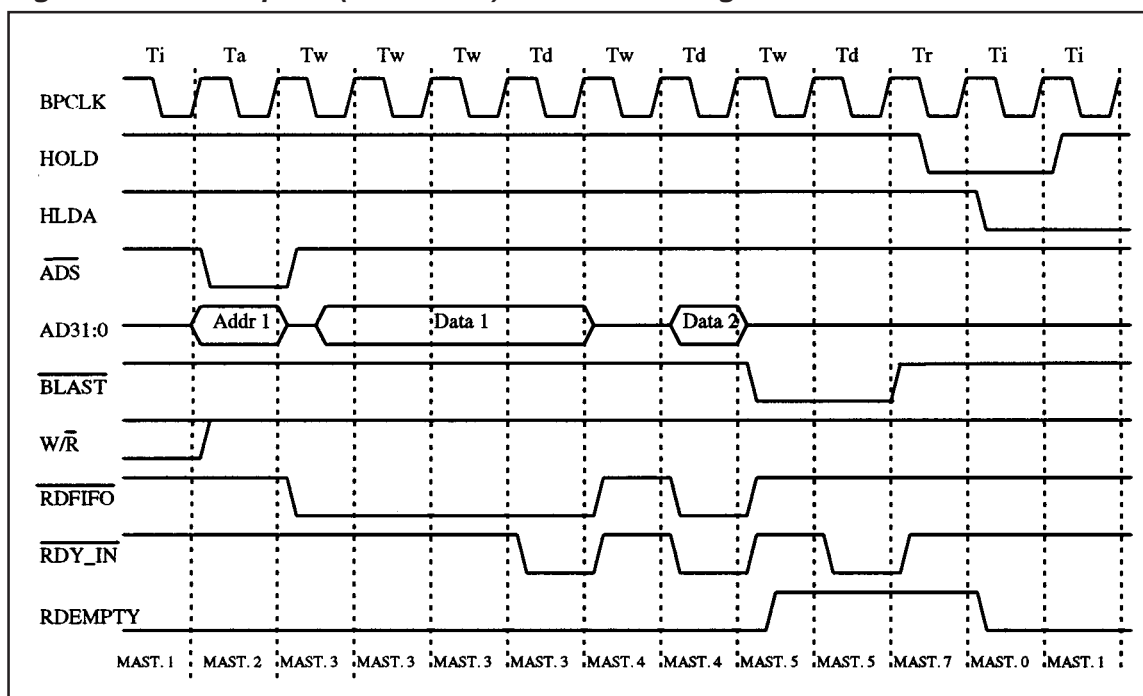 Ti Ta Tw Tw Tw Td Tw Td Tw Td Tr Ti Ti
BPCLK
HOLD
HLDA
ADS
AD31:0 Addr 1 Data 1 Data 2
BLAST
W/R
RDFIFO
RDY_IN
RDEMPTY
MAST. 1 MAST. 2 MAST. 3 MAST. 3 MAST. 3 MAST. 3 MAST. 4 MAST. 4 MAST. 5 MAST. 5 MAST. 7 MAST. 0 MAST. 1